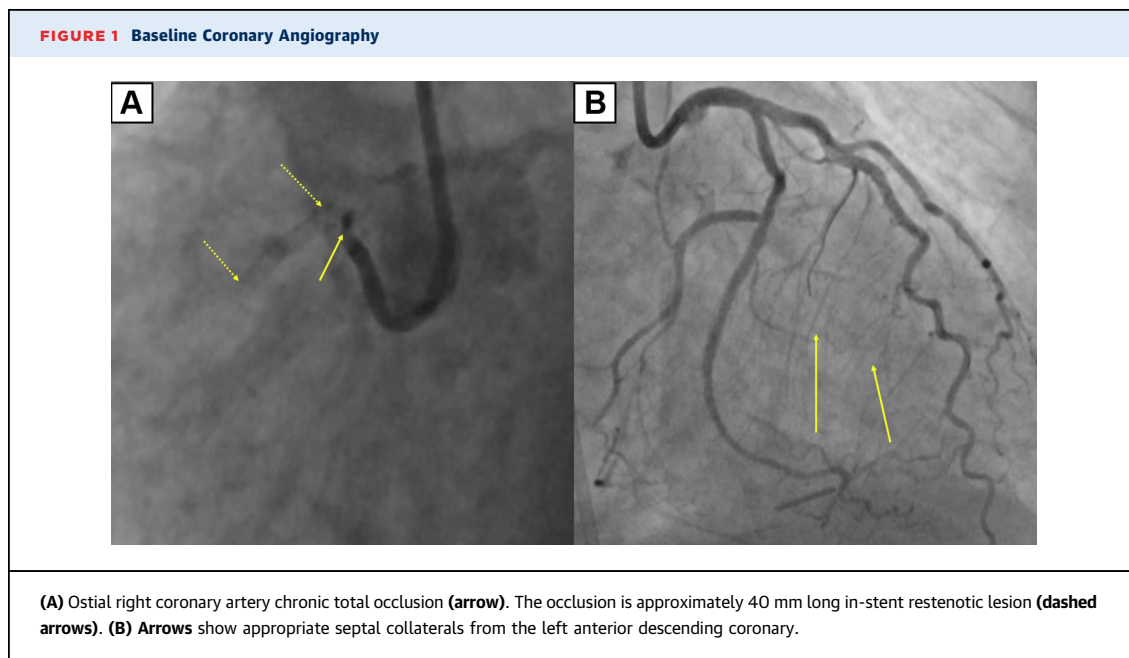 FIGURE 1 Baseline Coronary Angiography
A
B
(A) Ostial right coronary artery chronic total occlusion (arrow). The occlusion is approximately 40 mm long in-stent restenotic lesion (dashed
arrows). (B) Arrows show appropriate septal collaterals from the left anterior descending coronary.